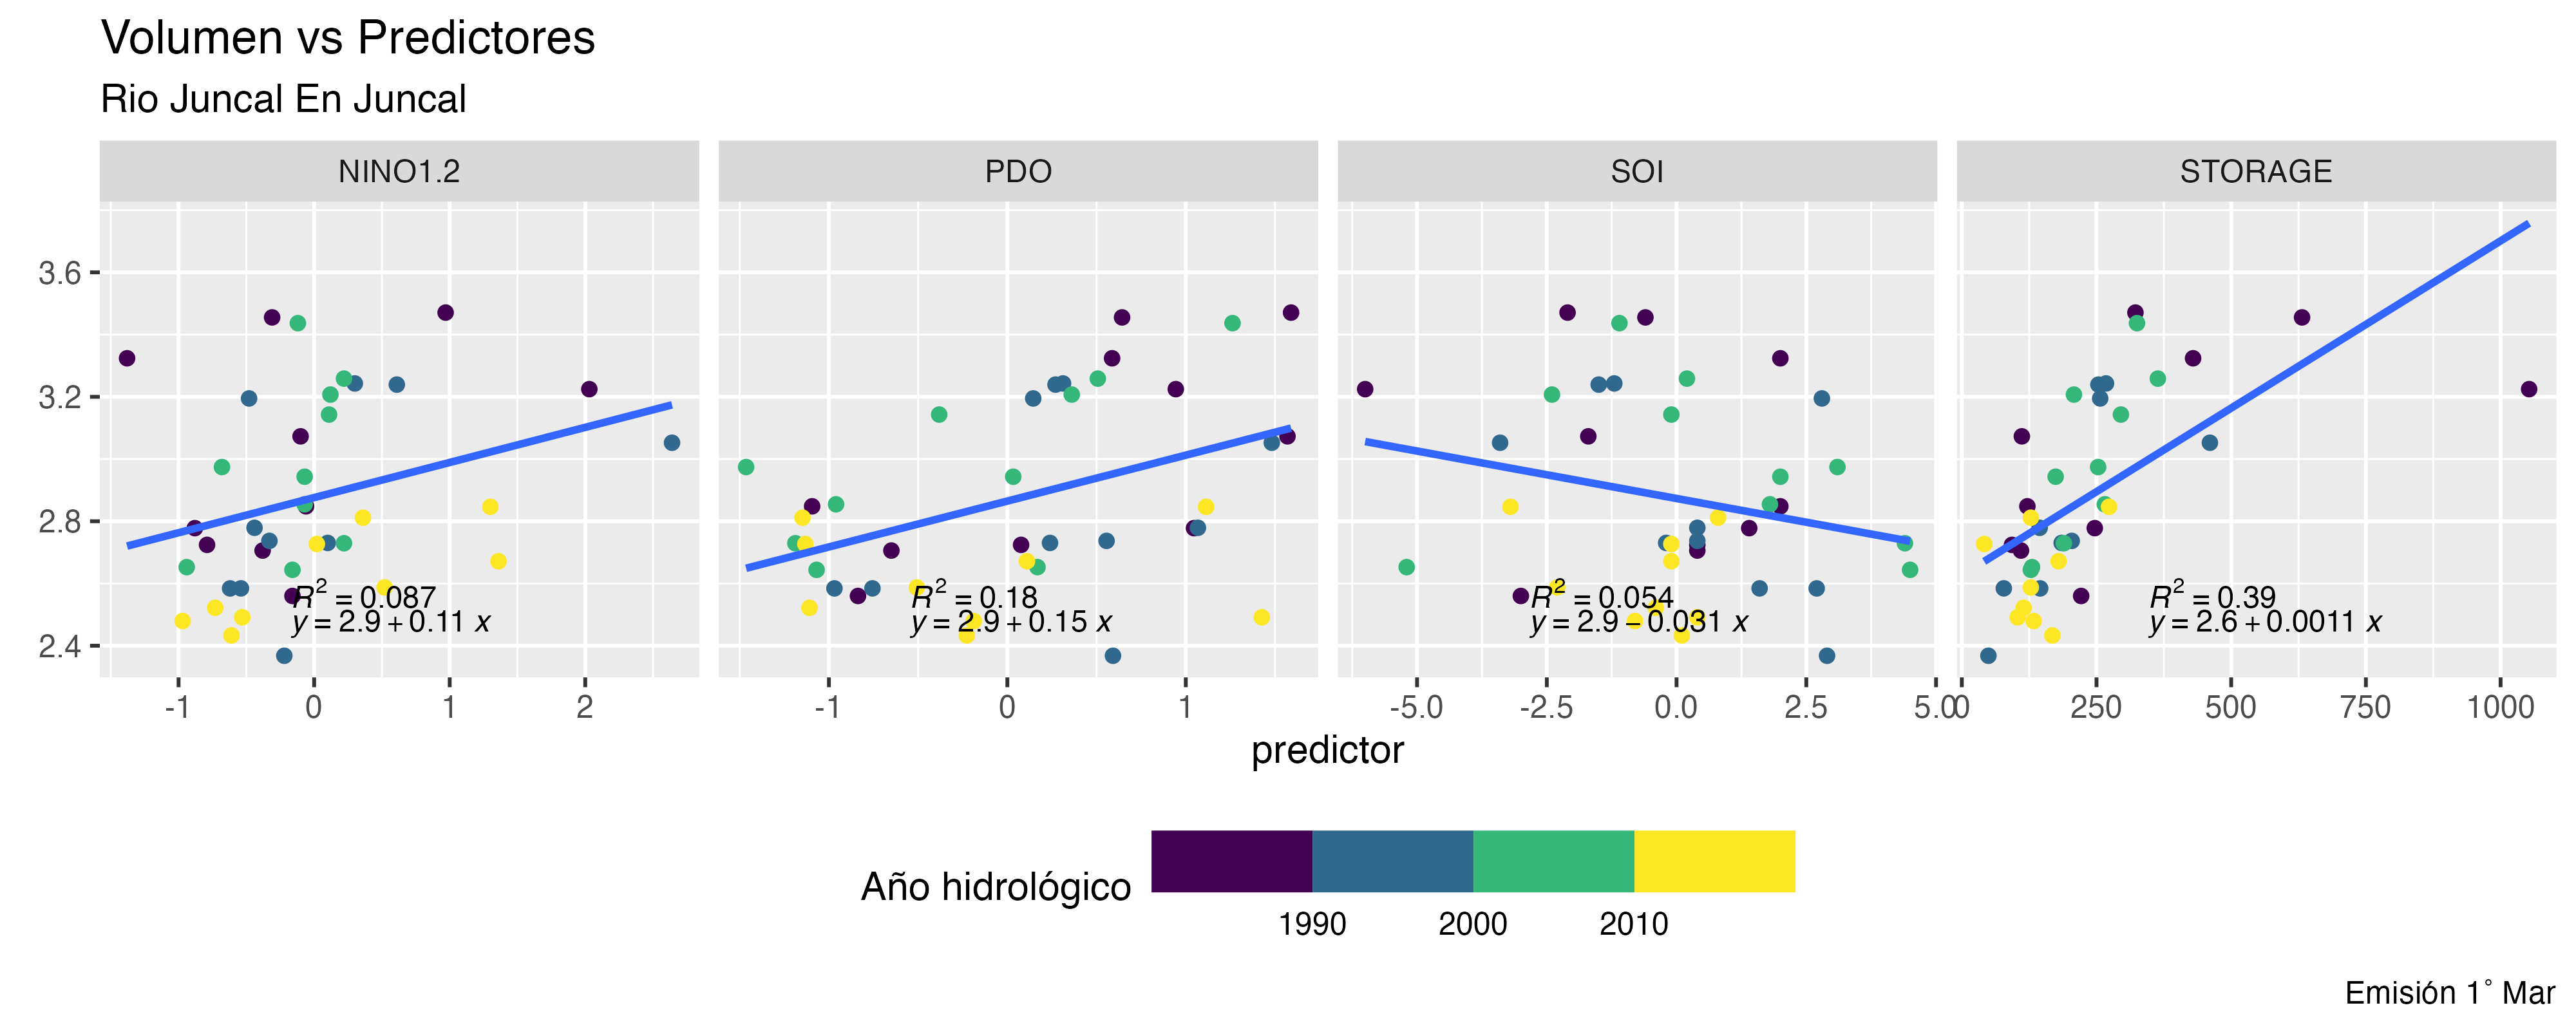 Volumen vs Predictores
Rio Juncal En Juncal
NINO1.2 PDO SOI STORAGE
3.6
3.2
2.8
2.4
R² = 0.087 R² = 0.18 R² = 0.054 R² = 0.39
y = 2.9 + 0.11 x y = 2.9 + 0.15 x y = 2.9 − 0.031 x y = 2.6 + 0.0011 x
-1 0 1 2 -1 0 1 -5.0 -2.5 0.0 2.5 5.0 0 250 500 750 1000
predictor
Año hidrológico
1990 2000 2010
Emisión 1° Mar